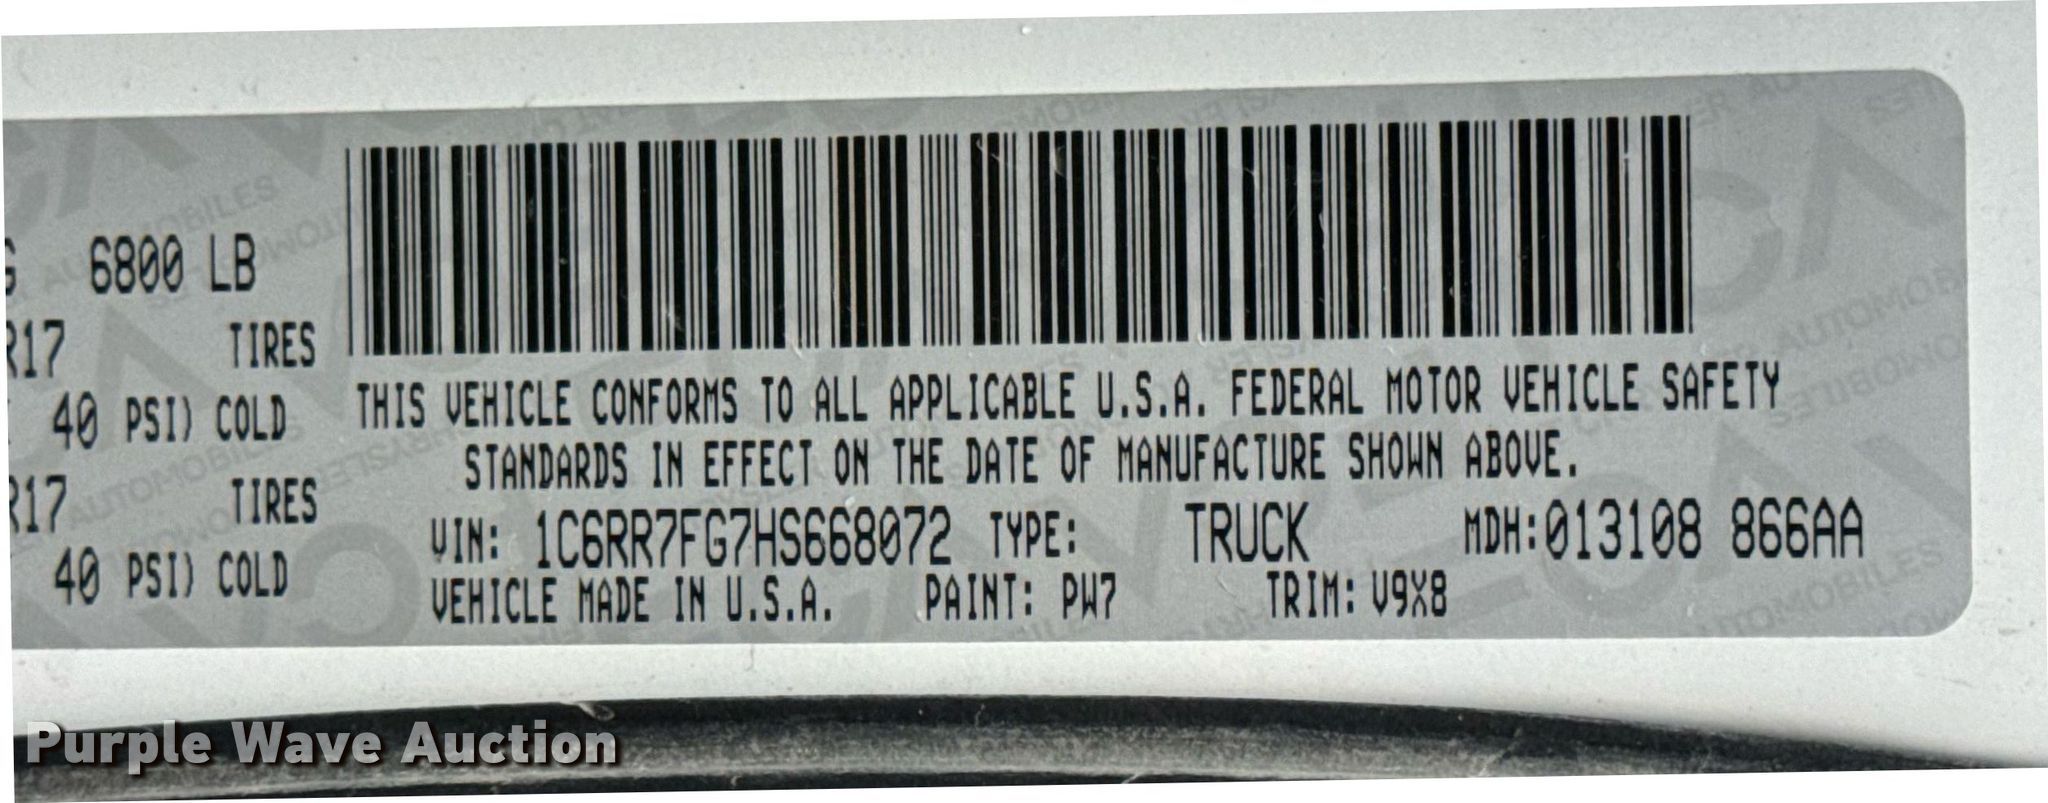 6800 LB
R17 TIRES
40 PSI) COLD
R17 TIRES
40 PSI) COLD
THIS VEHICLE CONFORMS TO ALL APPLICABLE U.S.A. FEDERAL MOTOR VEHICLE SAFETY
STANDARDS IN EFFECT ON THE DATE OF MANUFACTURE SHOWN ABOVE.
VIN: 1C6RR7FG7HS668072 TYPE: TRUCK MDH:013108 866AA
VEHICLE MADE IN U.S.A. PAINT: PW7 TRIM: V9X8
Purple Wave Auction